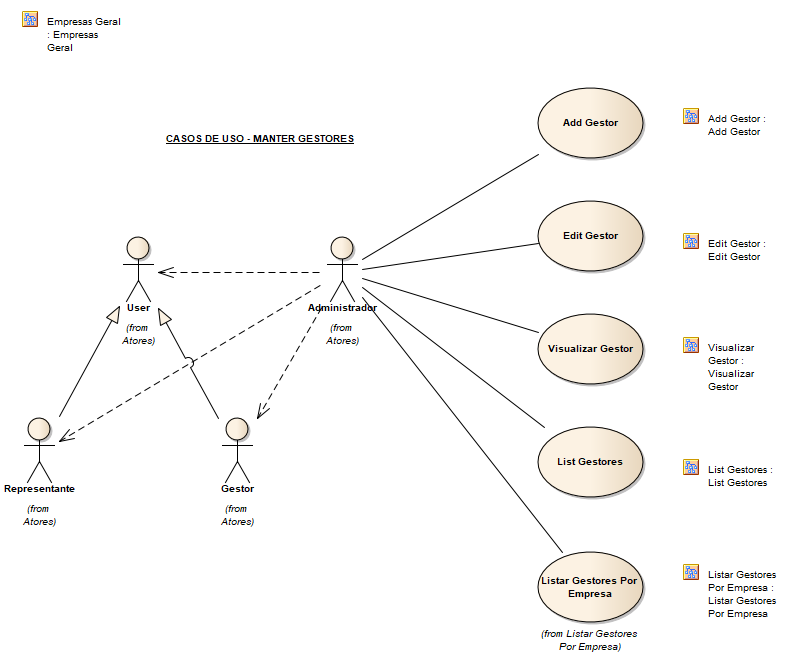 Empresas Geral
: Empresas
Geral
CASOS DE USO - MANTER GESTORES
Add Gestor
Add Gestor :
Add Gestor
Edit Gestor
Edit Gestor :
Edit Gestor
User
(from
Atores)
Administrador
(from
Atores)
Visualizar Gestor
Visualizar
Gestor :
Visualizar
Gestor
List Gestores
List Gestores :
List Gestores
Representante
(from
Atores)
Gestor
(from
Atores)
Listar Gestores Por
Empresa
(from Listar Gestores
Por Empresa)
Listar Gestores
Por Empresa :
Listar Gestores
Por Empresa